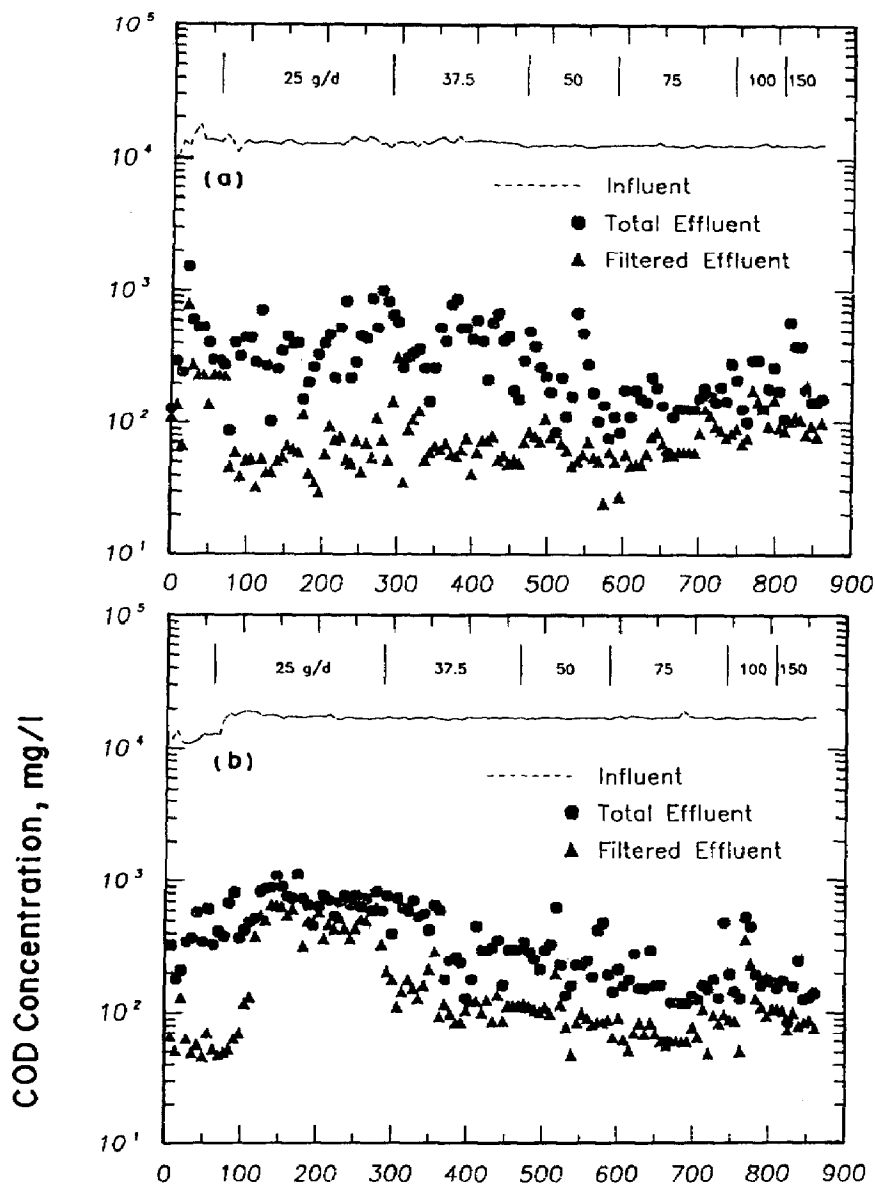 10⁵
25 g/d 37.5 50 75 100 150
10⁴
(a)
Influent
Total Effluent
Filtered Effluent
10³
10²
10¹
0 100 200 300 400 500 600 700 800 900
COD Concentration, mg/l
10⁵
25 g/d 37.5 50 75 100 150
10⁴
(b)
Influent
Total Effluent
Filtered Effluent
10³
10²
10¹
0 100 200 300 400 500 600 700 800 900